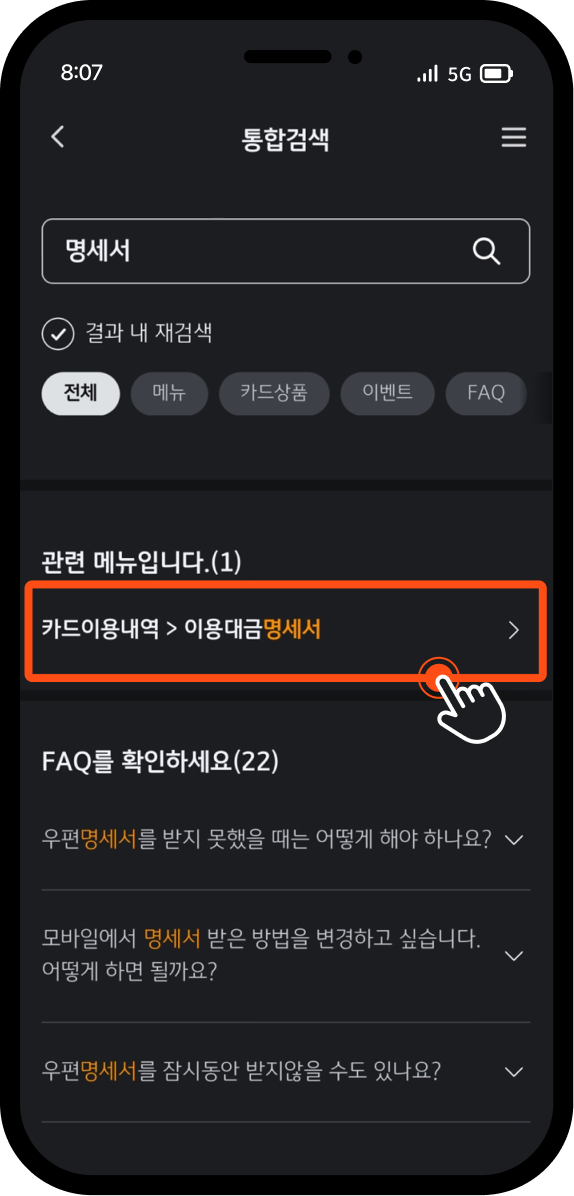 8:07 5G
통합검색
명세서
결과 내 재검색
전체 메뉴 카드상품 이벤트 FAQ
관련 메뉴입니다.(1)
카드이용내역 > 이용대금명세서
FAQ를 확인하세요(22)
우편명세서를 받지 못했을 때는 어떻게 해야 하나요?
모바일에서 명세서 받은 방법을 변경하고 싶습니다.
어떻게 하면 될까요?
우편명세서를 잠시동안 받지않을 수도 있나요?